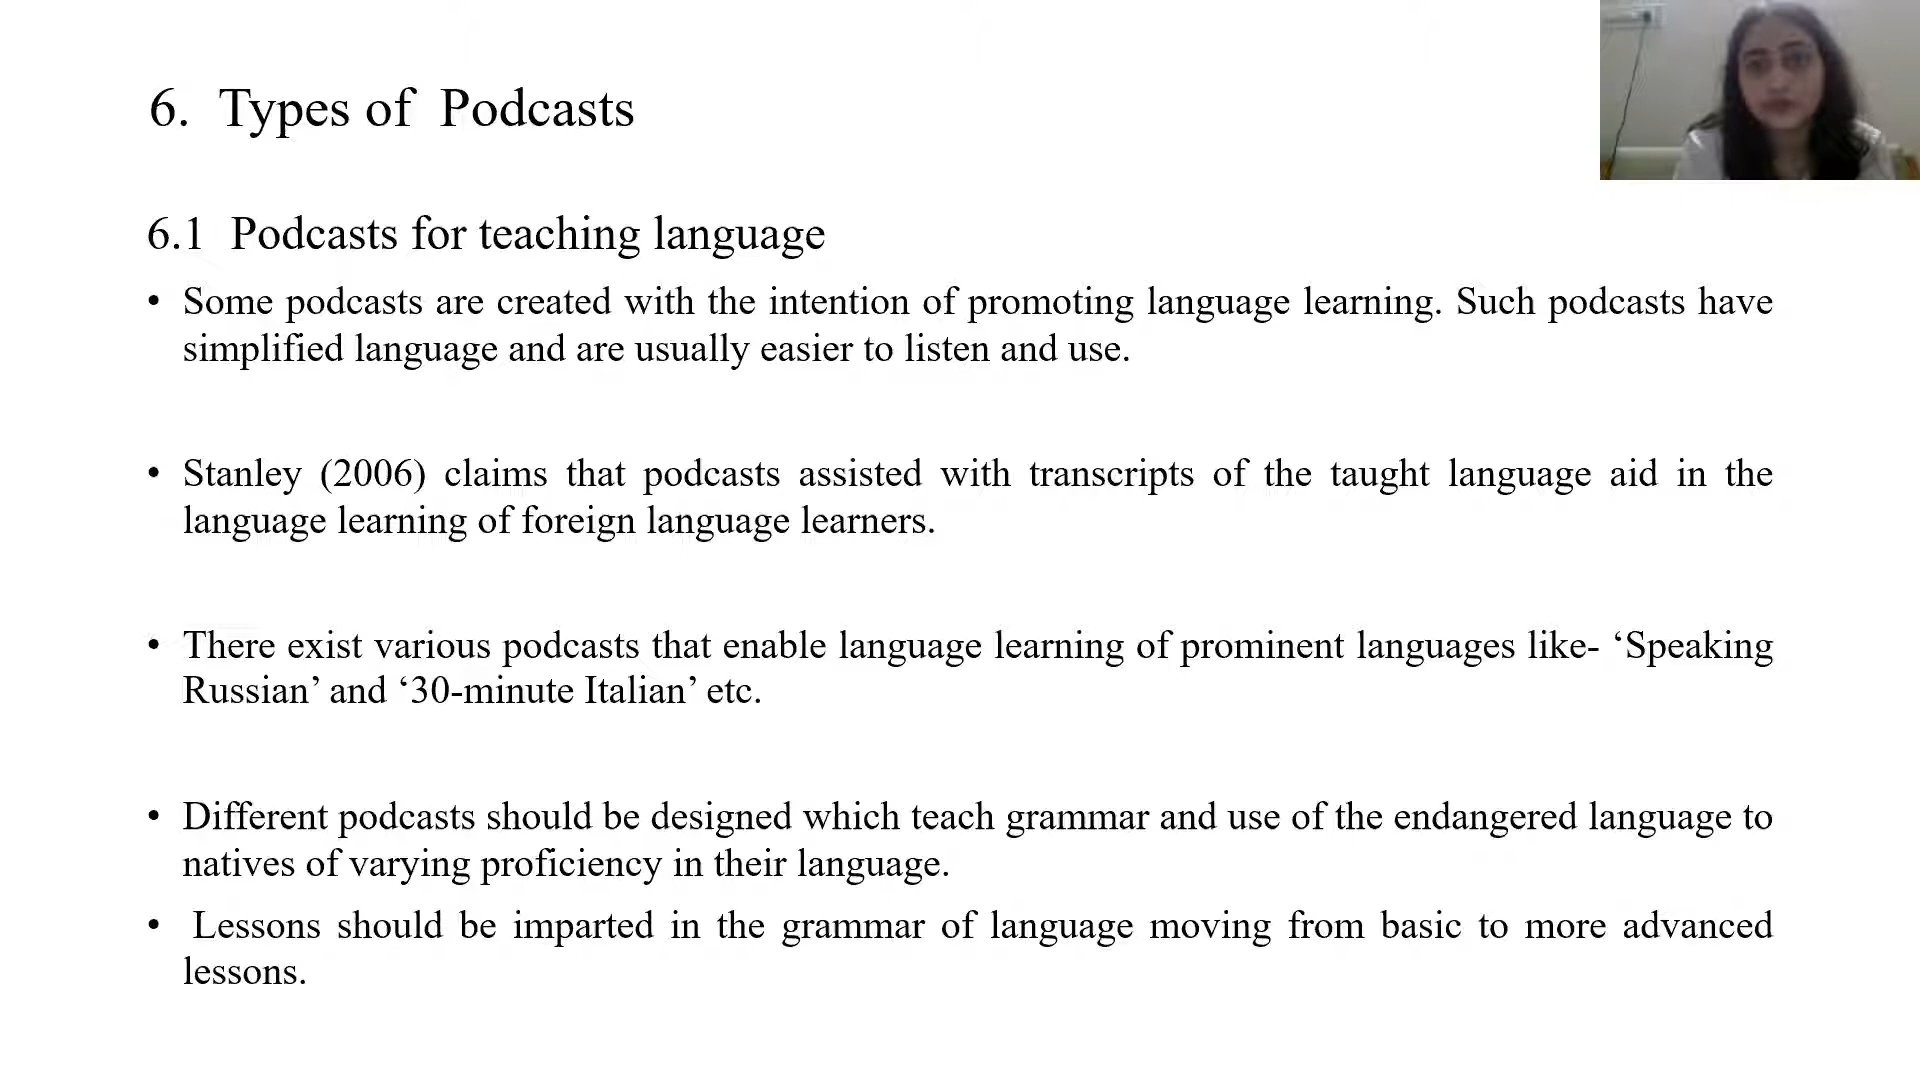 6. Types of Podcasts
6.1 Podcasts for teaching language
• Some podcasts are created with the intention of promoting language learning. Such podcasts have
simplified language and are usually easier to listen and use.
• Stanley (2006) claims that podcasts assisted with transcripts of the taught language aid in the
language learning of foreign language learners.
• There exist various podcasts that enable language learning of prominent languages like- ‘Speaking
Russian’ and ‘30-minute Italian’ etc.
• Different podcasts should be designed which teach grammar and use of the endangered language to
natives of varying proficiency in their language.
• Lessons should be imparted in the grammar of language moving from basic to more advanced
lessons.